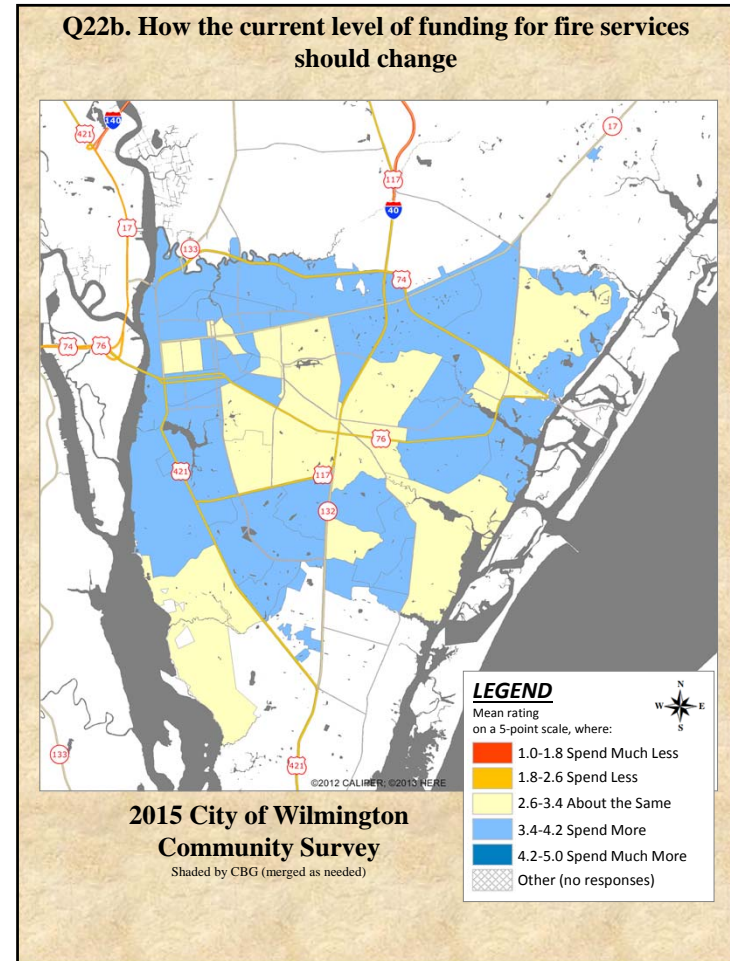 Q22b. How the current level of funding for fire services
should change
140
421
17
117
40
17
133
74
74
76
76
421
117
132
133
421
©2012 CALIPER; ©2013 HERE
LEGEND
Mean rating
on a 5-point scale, where:
N
W E
S
1.0-1.8 Spend Much Less
1.8-2.6 Spend Less
2.6-3.4 About the Same
3.4-4.2 Spend More
4.2-5.0 Spend Much More
Other (no responses)
2015 City of Wilmington
Community Survey
Shaded by CBG (merged as needed)